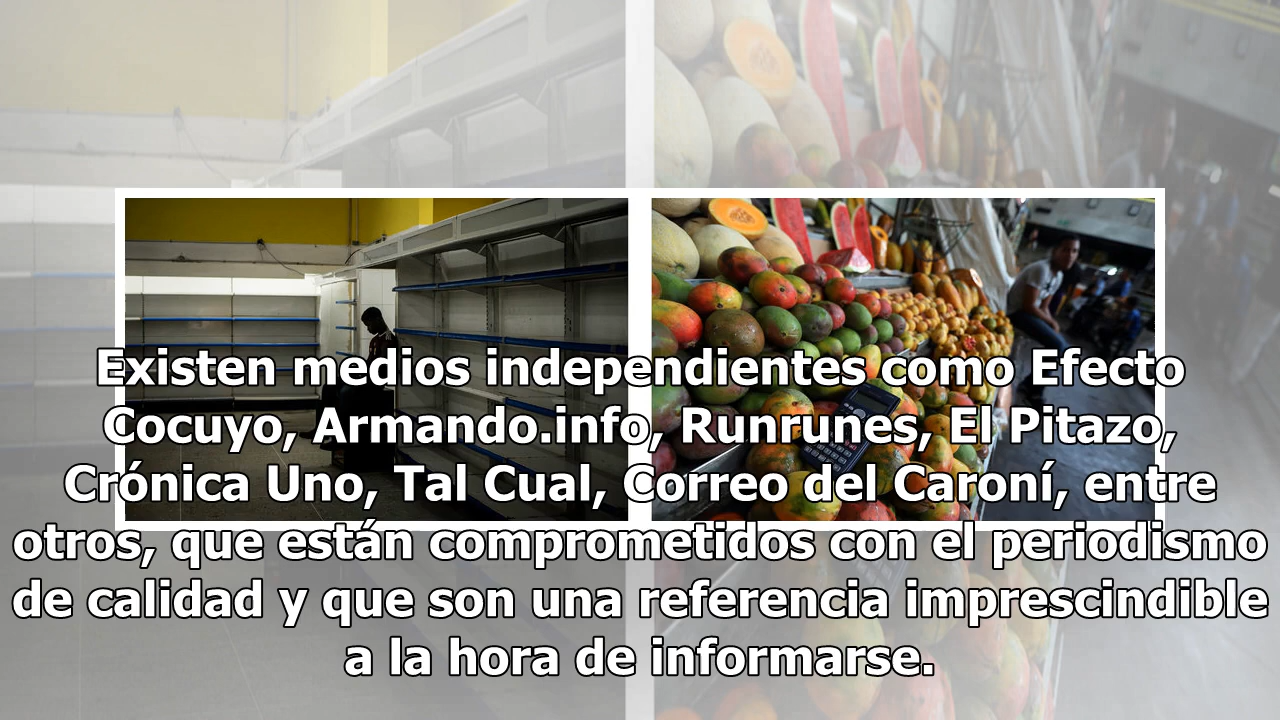 Existen medios independientes como Efecto
Cocuyo, Armando.info, Runrunes, El Pitazo,
Crónica Uno, Tal Cual, Correo del Caroní, entre
otros, que están comprometidos con el periodismo
de calidad y que son una referencia imprescindible
a la hora de informarse.